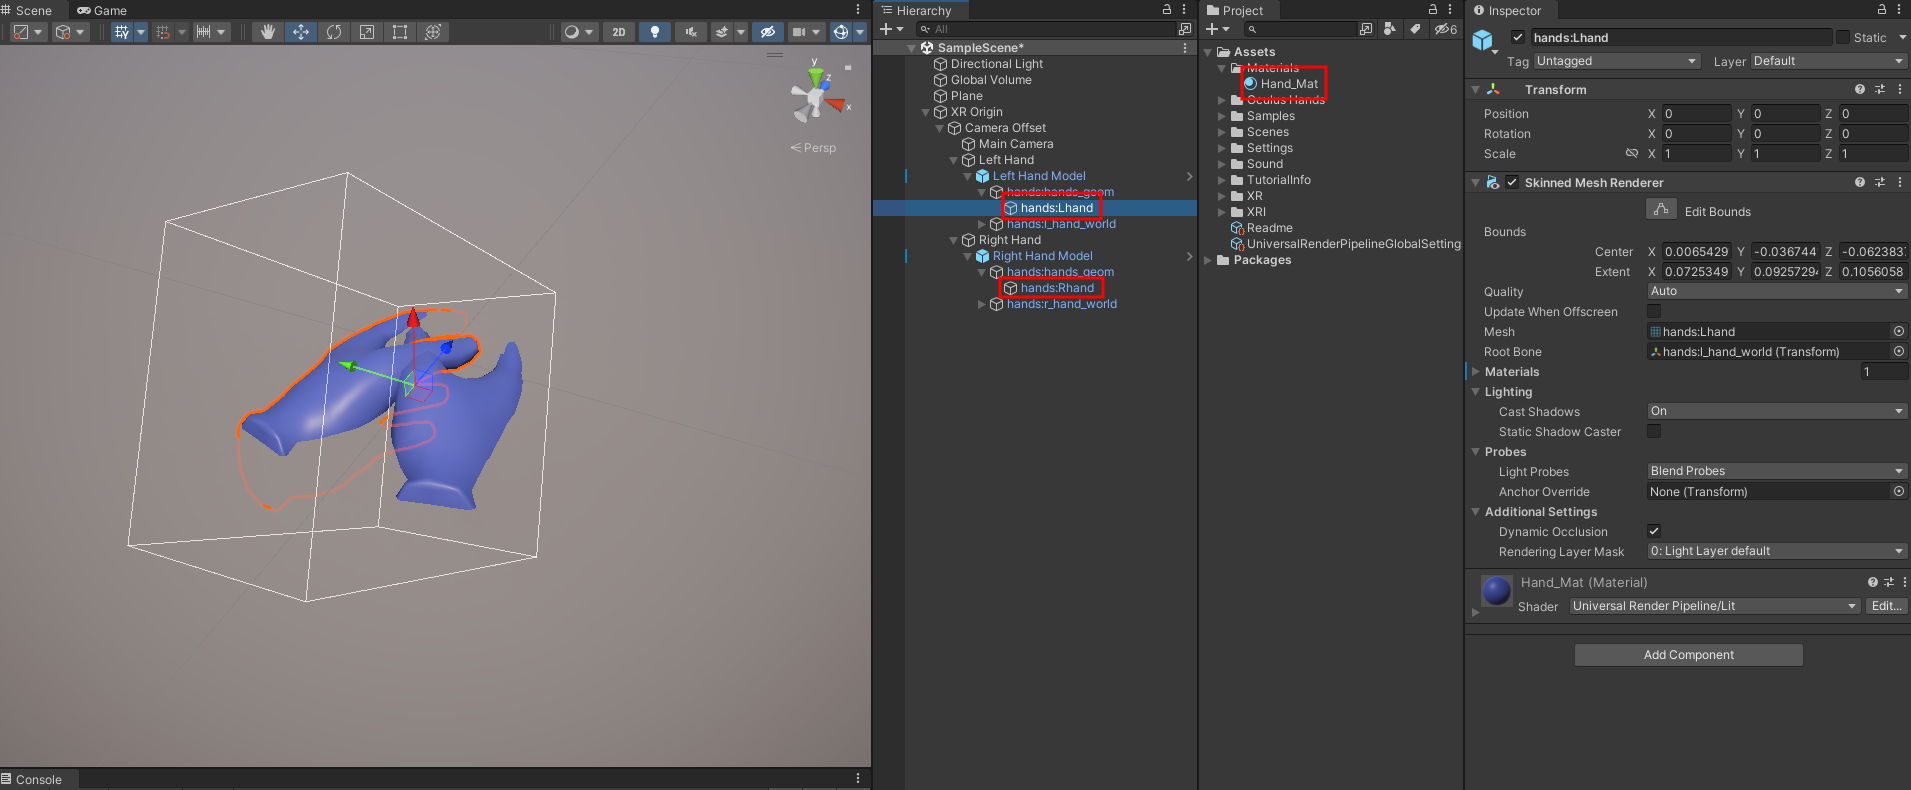 Scene
Game
2D
y
z
x
Persp
Console
Hierarchy
All
SampleScene*
Directional Light
Global Volume
Plane
XR Origin
Camera Offset
Main Camera
Left Hand
Left Hand Model
hands:hands_geom
hands:Lhand
hands:l_hand_world
Right Hand
Right Hand Model
hands:hands_geom
hands:Rhand
hands:r_hand_world
Project
6
Assets
Materials
Hand_Mat
Oculus Hands
Samples
Scenes
Settings
Sound
TutorialInfo
XR
XRI
Readme
UniversalRenderPipelineGlobalSetting
Packages
Inspector
hands:Lhand Static
Tag Untagged Layer Default
Transform
Position X 0 Y 0 Z 0
Rotation X 0 Y 0 Z 0
Scale X 1 Y 1 Z 1
Skinned Mesh Renderer
Edit Bounds
Bounds
Center X 0.0065429 Y -0.036744 Z -0.062383
Extent X 0.0725349 Y 0.0925729 Z 0.1056058
Quality Auto
Update When Offscreen
Mesh hands:Lhand
Root Bone hands:l_hand_world (Transform)
Materials 1
Lighting
Cast Shadows On
Static Shadow Caster
Probes
Light Probes Blend Probes
Anchor Override None (Transform)
Additional Settings
Dynamic Occlusion
Rendering Layer Mask 0: Light Layer default
Hand_Mat (Material)
Shader Universal Render Pipeline/Lit Edit...
Add Component